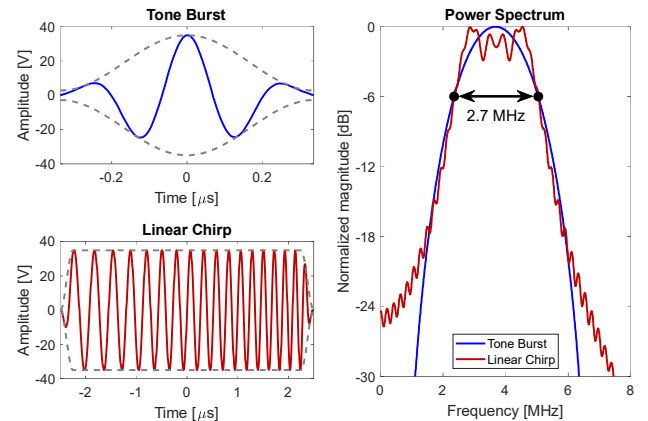 Tone Burst
Amplitude [V]
40
20
0
-20
-40
-0.2
0
0.2
Time [μs]
Linear Chirp
Amplitude [V]
40
20
0
-20
-40
-2
-1
0
1
2
Time [μs]
Power Spectrum
Normalized magnitude [dB]
0
-6
-12
-18
-24
-30
2.7 MHz
Tone Burst
Linear Chirp
0
2
4
6
8
Frequency [MHz]